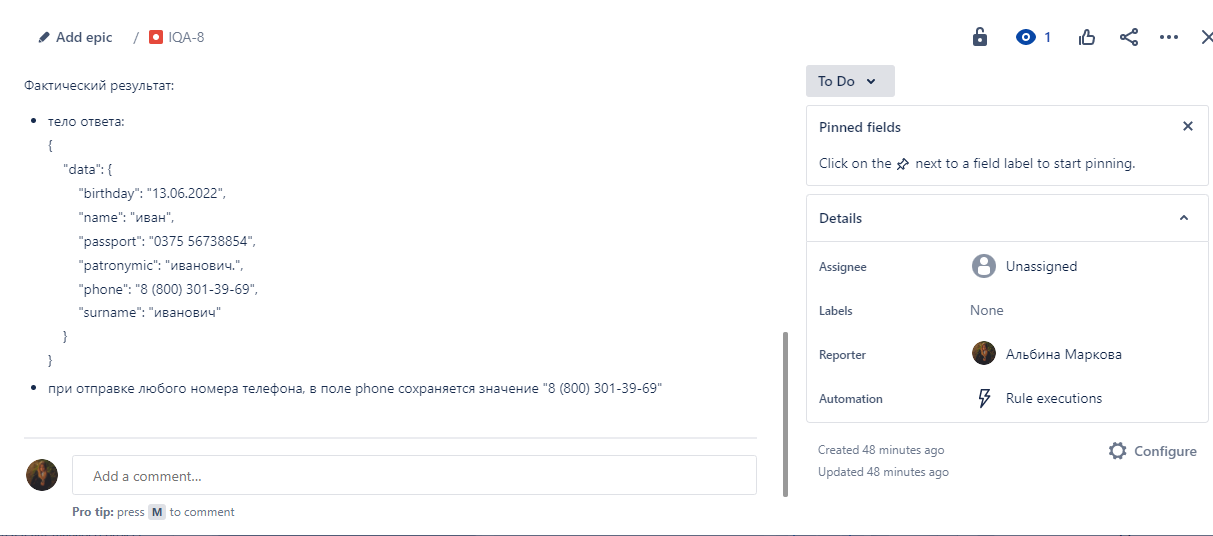 Add epic / IQA-8
1
Фактический результат:
тело ответа:
{
"data": {
"birthday": "13.06.2022",
"name": "иван",
"passport": "0375 56738854",
"patronymic": "иванович.",
"phone": "8 (800) 301-39-69",
"surname": "иванович"
}
}
при отправке любого номера телефона, в поле phone сохраняется значение "8 (800) 301-39-69"
Add a comment...
Pro tip: press M to comment
To Do
Pinned fields
Click on the next to a field label to start pinning.
Details
Assignee Unassigned
Labels None
Reporter Альбина Маркова
Automation Rule executions
Created 48 minutes ago
Configure
Updated 48 minutes ago